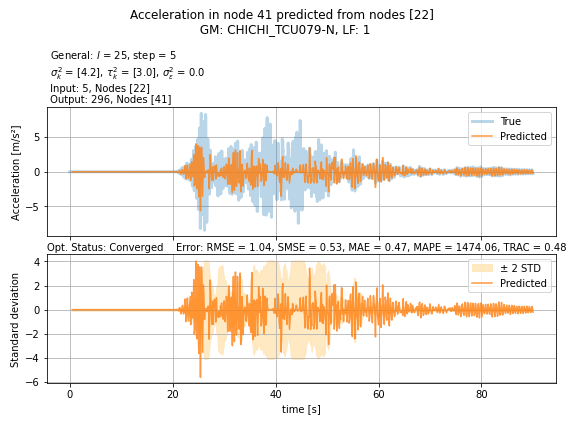 Acceleration in node 41 predicted from nodes [22]
GM: CHICHI_TCU079-N, LF: 1
General: l = 25, step = 5
σ²ₖ = [4.2], τ²ₖ = [3.0], σ²ε = 0.0
Input: 5, Nodes [22]
Output: 296, Nodes [41]
Acceleration [m/s²]
5
0
−5
True
Predicted
Opt. Status: Converged    Error: RMSE = 1.04, SMSE = 0.53, MAE = 0.47, MAPE = 1474.06, TRAC = 0.48
Standard deviation
4
2
0
−2
−4
−6
± 2 STD
Predicted
0 20 40 60 80
time [s]